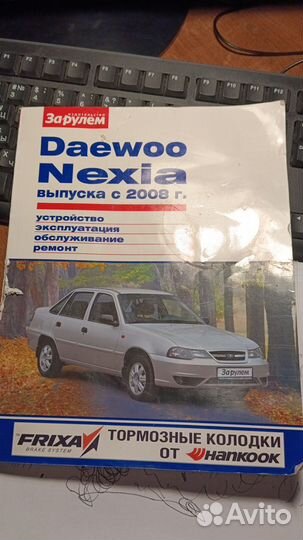 издательство
За рулем
Daewoo
Nexia
выпуска с 2008 г.
устройство
эксплуатация
обслуживание
ремонт
За рулем
FRIXA
BRAKE SYSTEM
ТОРМОЗНЫЕ КОЛОДКИ
ОТ HANKOOK
Avito